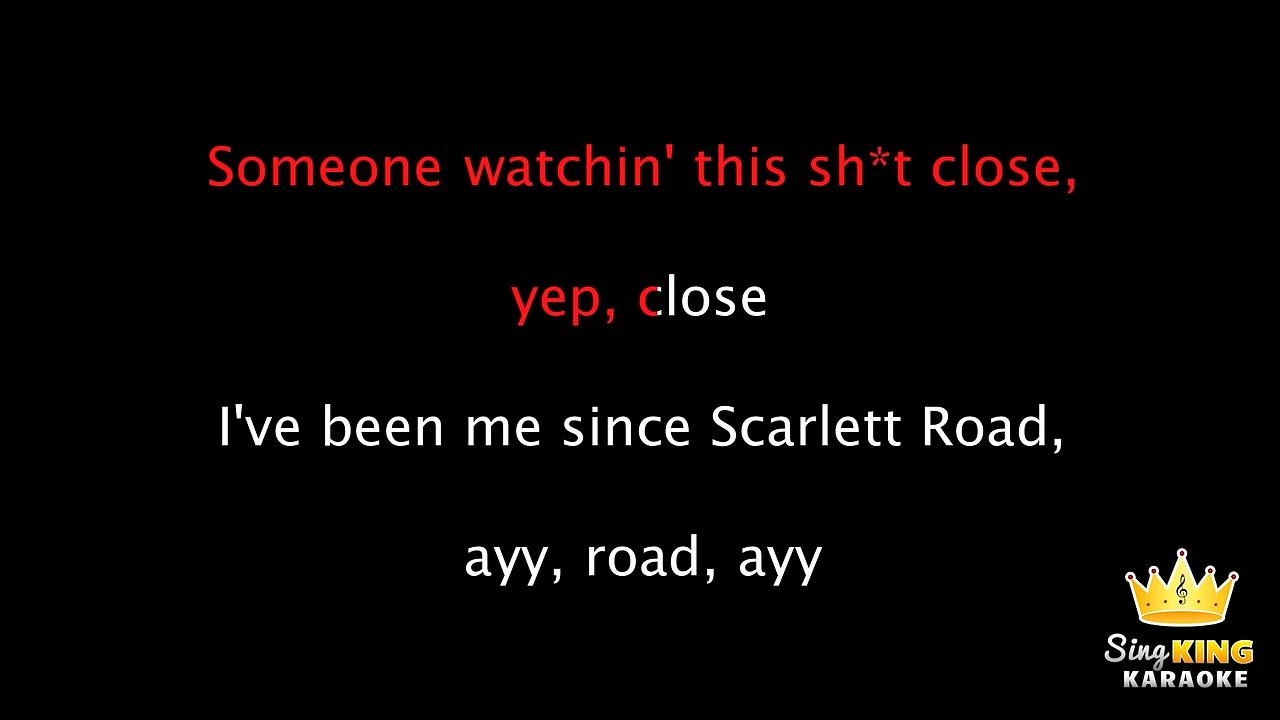 Someone watchin' this sh*t close,
yep, close
I've been me since Scarlett Road,
ayy, road, ayy
Sing KING
KARAOKE